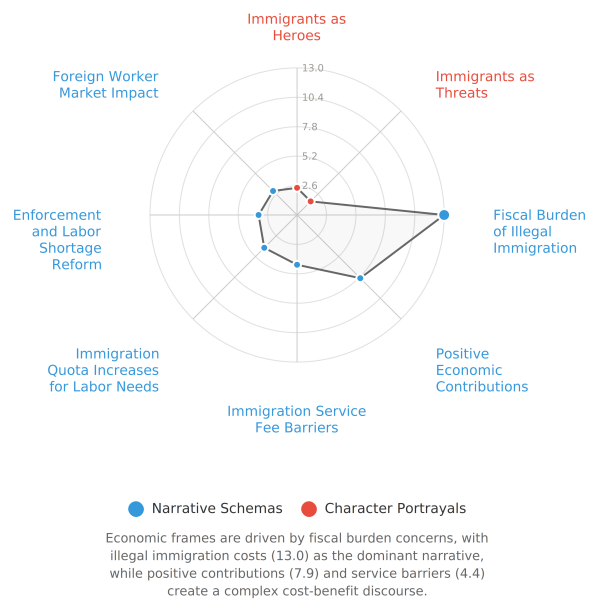 Immigrants as
Heroes
Foreign Worker
Market Impact
Immigrants as
Threats
13.0
10.4
7.8
5.2
2.6
Enforcement
and Labor
Shortage
Reform
Fiscal Burden
of Illegal
Immigration
Immigration
Quota Increases
for Labor Needs
Positive
Economic
Contributions
Immigration Service
Fee Barriers
Narrative Schemas
Character Portrayals
Economic frames are driven by fiscal burden concerns, with
illegal immigration costs (13.0) as the dominant narrative,
while positive contributions (7.9) and service barriers (4.4)
create a complex cost-benefit discourse.